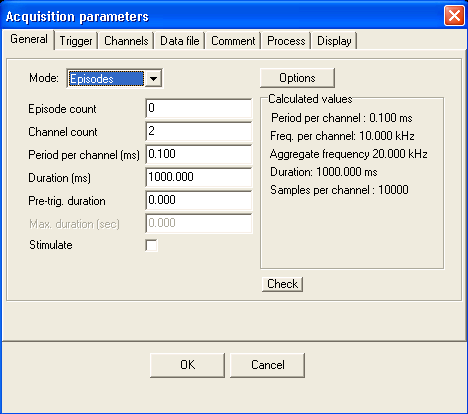 Acquisition parameters
General Trigger Channels Data file Comment Process Display
Mode: Episodes Options
Episode count 0
Channel count 2
Period per channel (ms) 0.100
Duration (ms) 1000.000
Pre-trig. duration 0.000
Max. duration (sec) 0.000
Stimulate
Calculated values
Period per channel : 0.100 ms
Freq. per channel: 10.000 kHz
Aggregate frequency 20.000 kHz
Duration: 1000.000 ms
Samples per channel : 10000
Check
OK Cancel